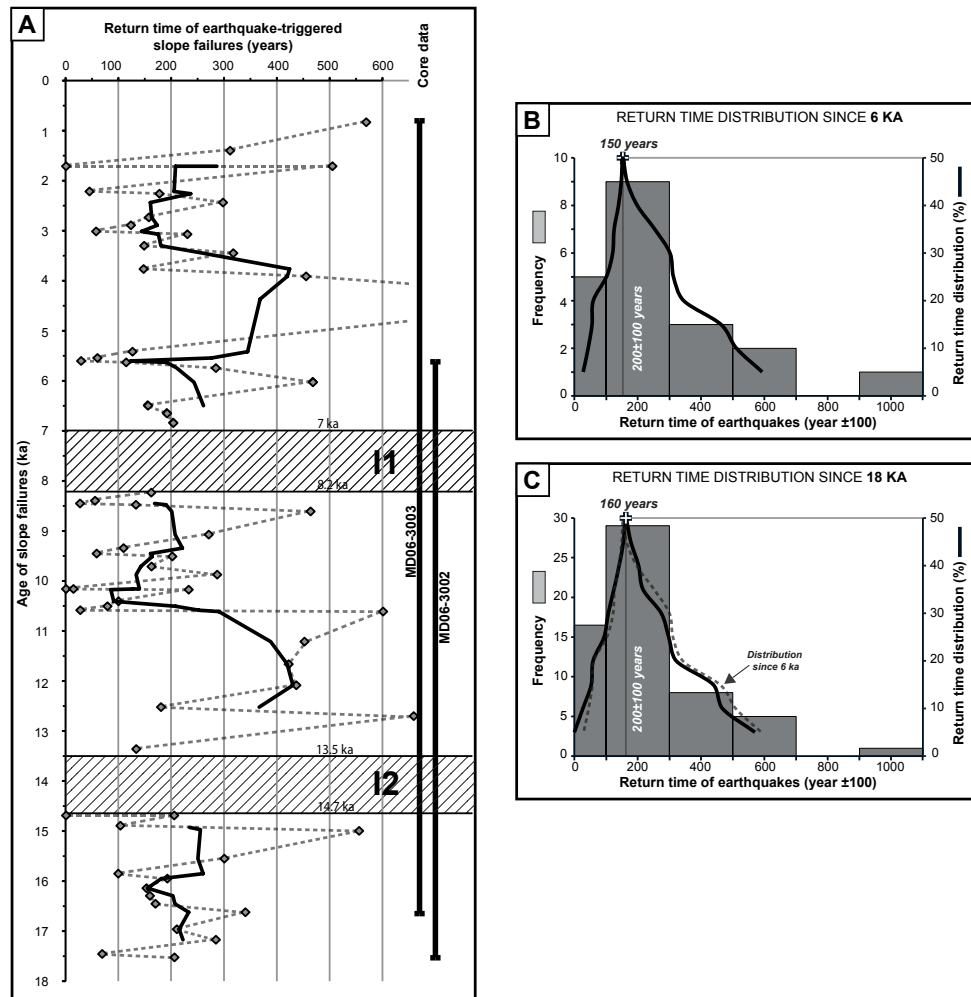 A
Return time of earthquake-triggered
slope failures (years)
Core data
0 100 200 300 400 500 600
Age of slope failures (ka)
0
1
2
3
4
5
6
7
8
9
10
11
12
13
14
15
16
17
18
7 ka
I1
8.2 ka
13.5 ka
I2
14.7 ka
MD06-3003
MD06-3002
B
RETURN TIME DISTRIBUTION SINCE 6 KA
150 years
Frequency
10
8
6
4
2
0
200±100 years
50
40
30
20
10
0
Return time distribution (%)
0 200 400 600 800 1000
Return time of earthquakes (year ±100)
C
RETURN TIME DISTRIBUTION SINCE 18 KA
160 years
Frequency
30
25
20
15
10
5
0
200±100 years
Distribution
since 6 ka
50
40
30
20
10
0
Return time distribution (%)
0 200 400 600 800 1000
Return time of earthquakes (year ±100)